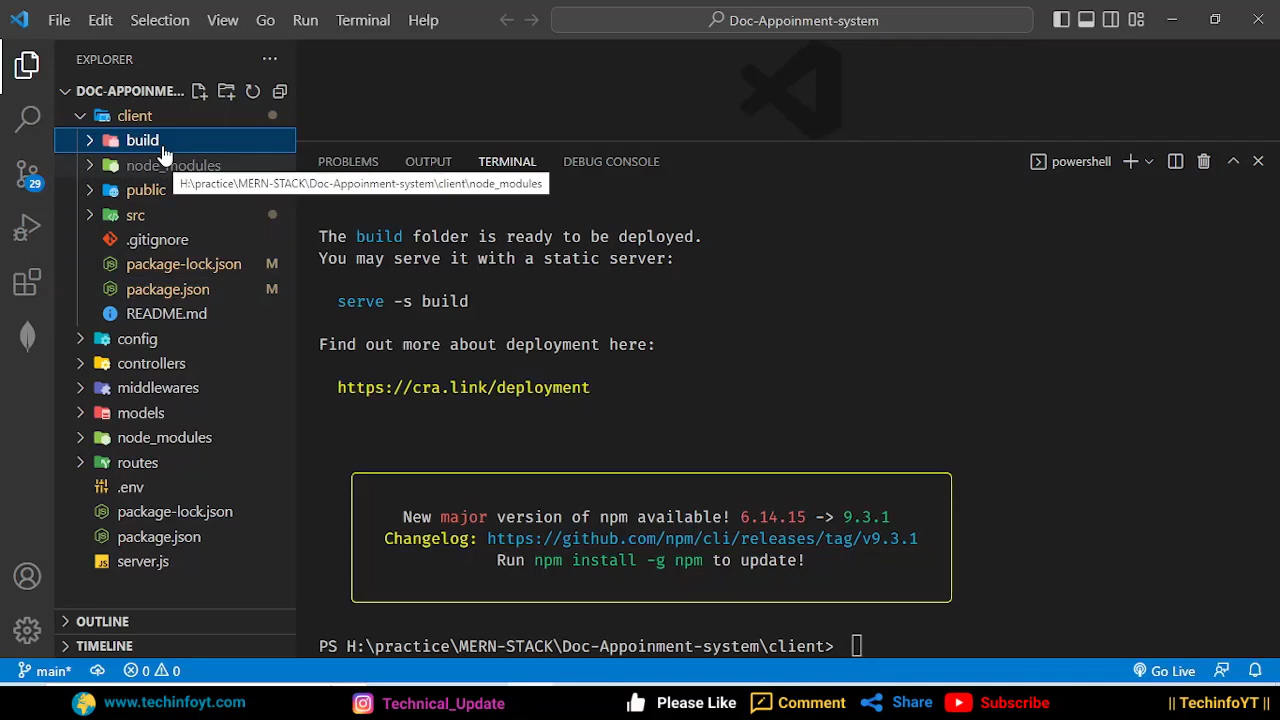 File Edit Selection View Go Run Terminal Help
Doc-Appoinment-system
EXPLORER
DOC-APPOINME...
client
build
node_modules
H:\practice\MERN-STACK\Doc-Appoinment-system\client\node_modules
public
src
.gitignore
package-lock.json M
package.json M
README.md
config
controllers
middlewares
models
node_modules
routes
.env
package-lock.json
package.json
server.js
OUTLINE
TIMELINE
29
PROBLEMS OUTPUT TERMINAL DEBUG CONSOLE
powershell
The build folder is ready to be deployed.
You may serve it with a static server:
serve -s build
Find out more about deployment here:
https://cra.link/deployment
New major version of npm available! 6.14.15 -> 9.3.1
Changelog: https://github.com/npm/cli/releases/tag/v9.3.1
Run npm install -g npm to update!
PS H:\practice\MERN-STACK\Doc-Appoinment-system\client>
main* 0 0 Go Live
www.techinfoyt.com Technical_Update Please Like Comment Share Subscribe || TechinfoYT ||